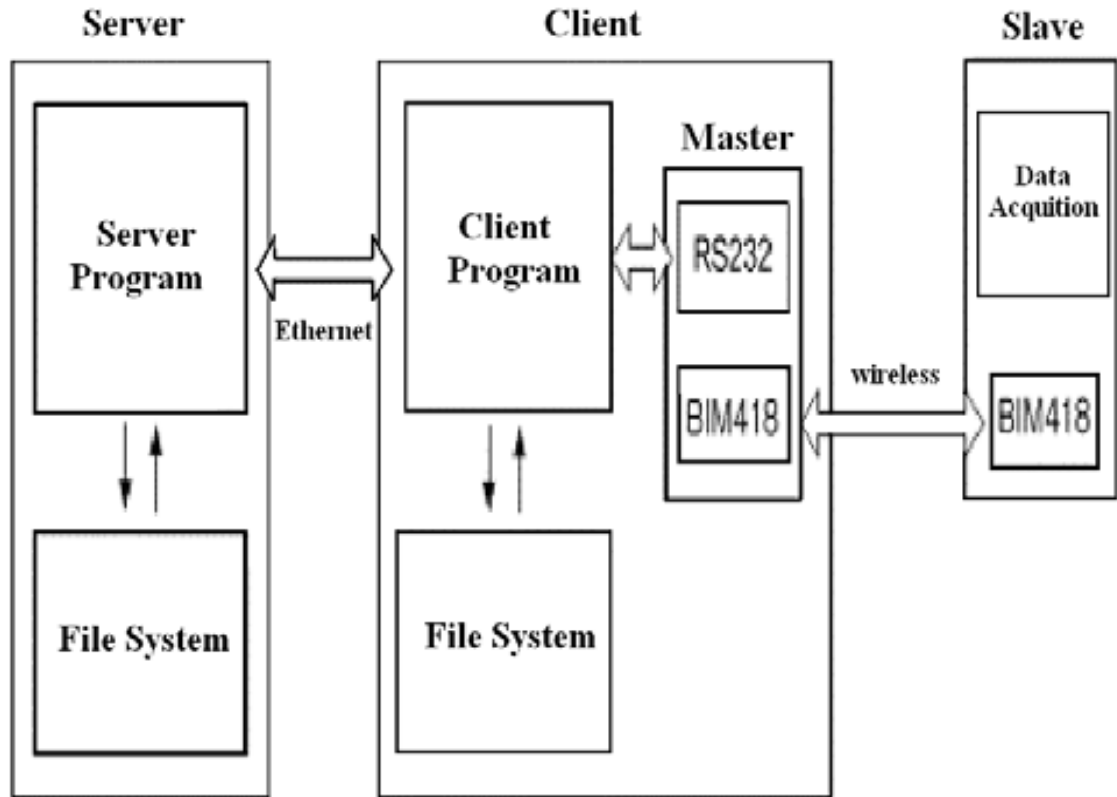 Server
Client
Slave
Master
Server
Program
Ethernet
Client
Program
RS232
BIM418
wireless
Data
Acquition
BIM418
File System
File System